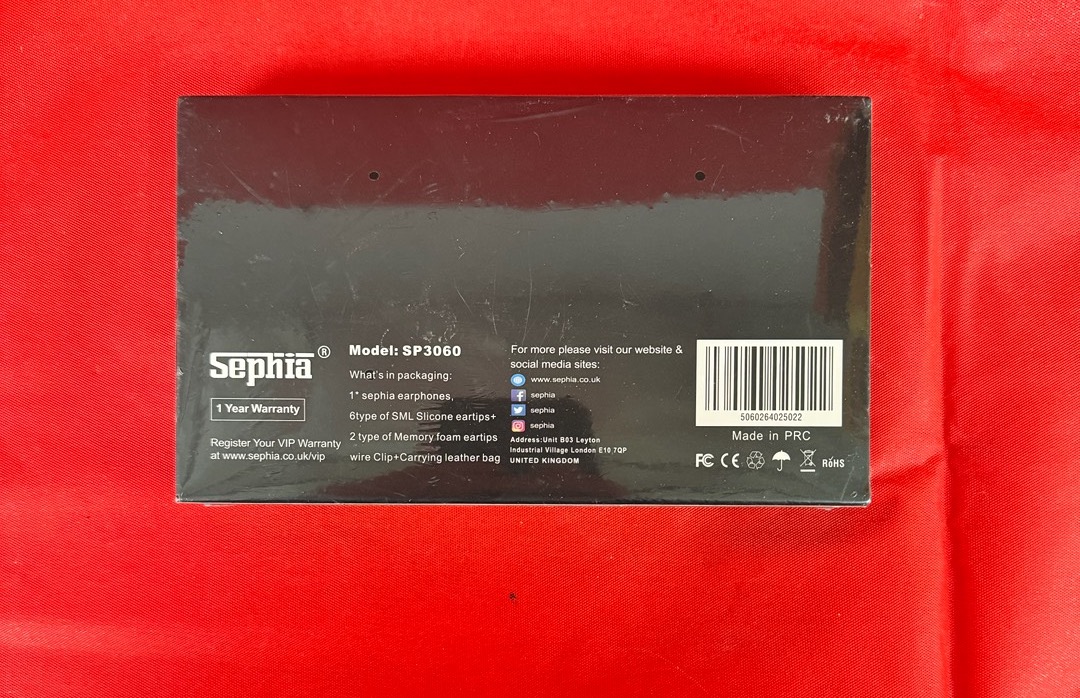 Sephia®
1 Year Warranty
Register Your VIP Warranty
at www.sephia.co.uk/vip
Model: SP3060
What's in packaging:
1* sephia earphones,
6type of SML Slicone eartips+
2 type of Memory foam eartips
wire Clip+Carrying leather bag
For more please visit our website &
social media sites:
www.sephia.co.uk
sephia
sephia
sephia
Address:Unit B03 Leyton
Industrial Village London E10 7QP
UNITED KINGDOM
5060264025022
Made in PRC
FC CE RoHS